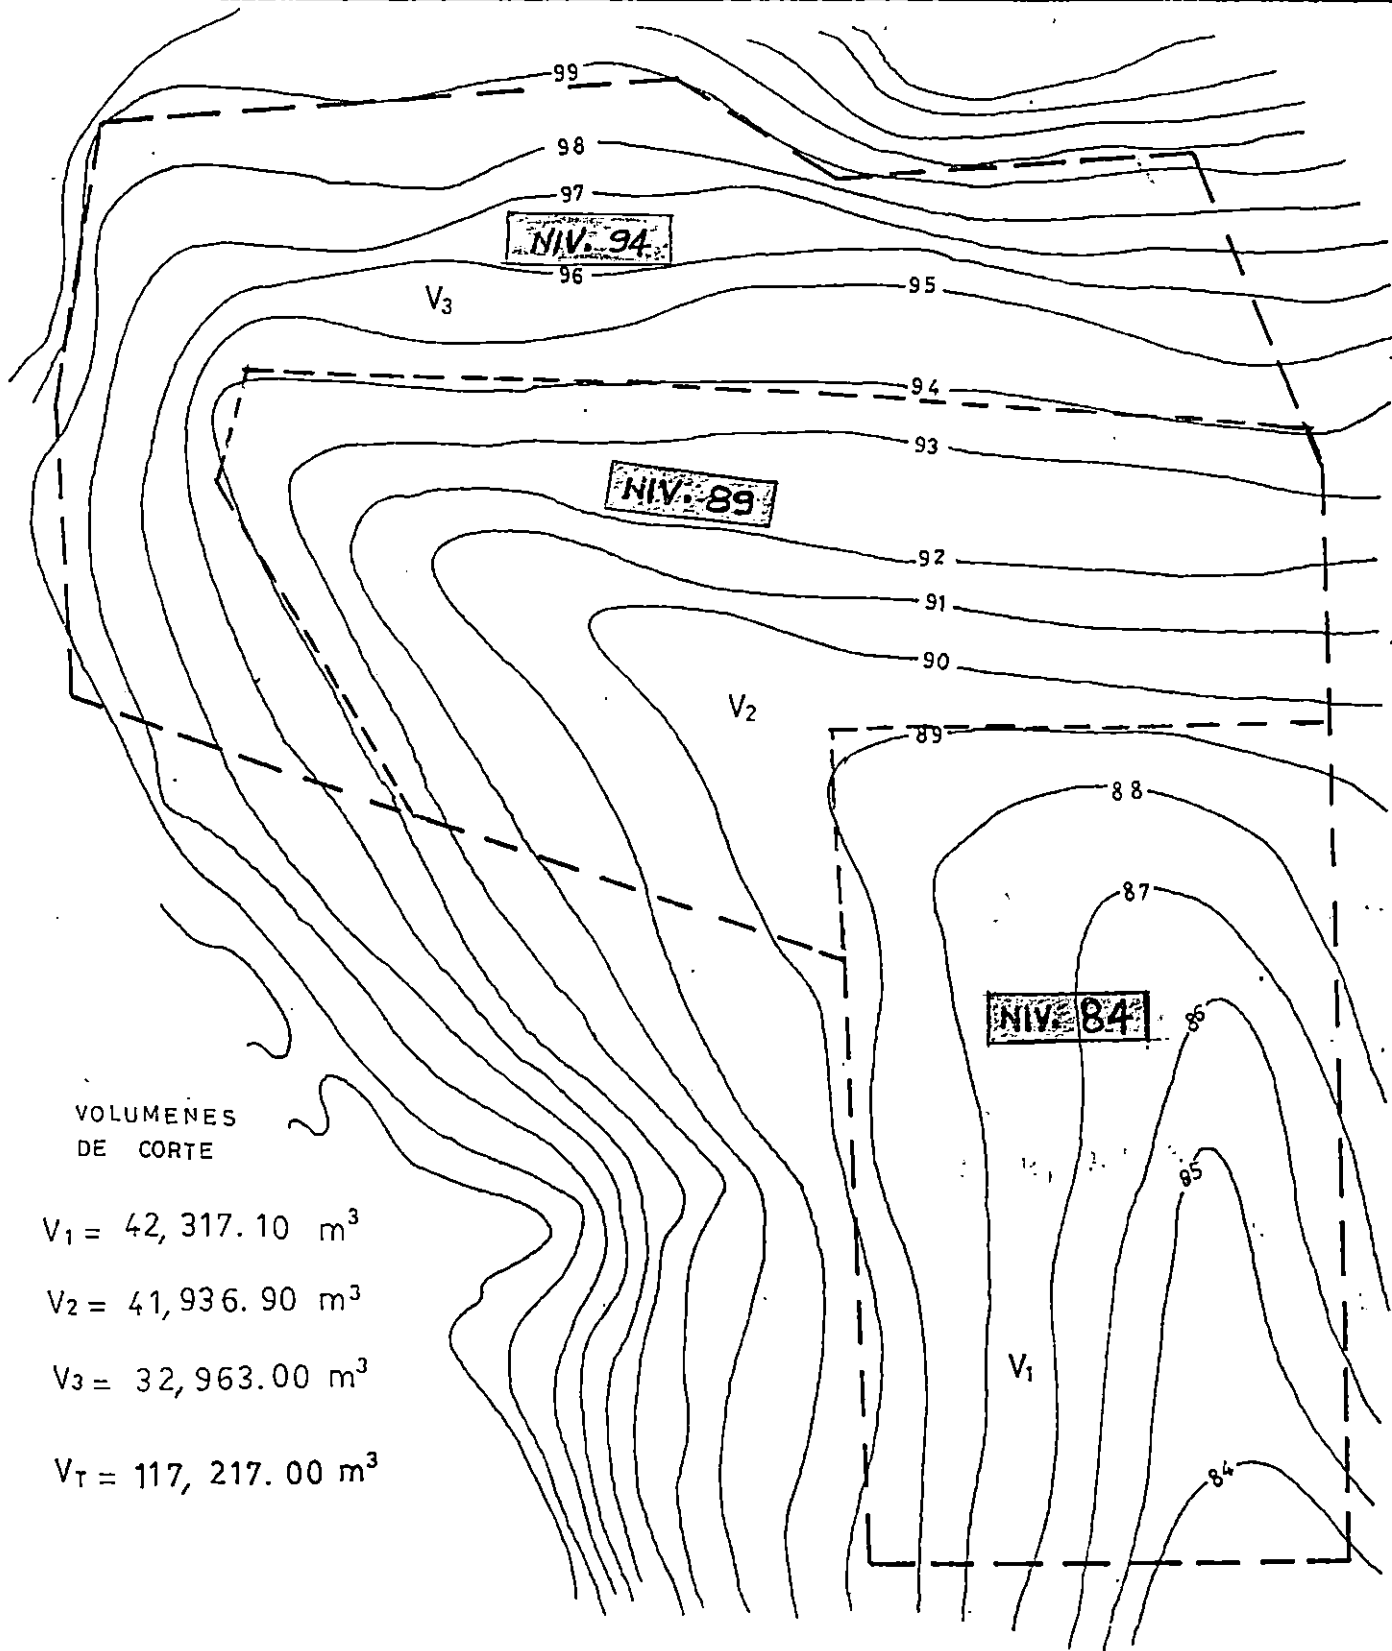 99
98
97
NIV. 94
96
95
V3
94
93
NIV. 89
92
91
90
V2
89
88
87
NIV. 84
86
VOLUMENES
DE CORTE
85
V1 = 42,317.10 m³
V2 = 41,936.90 m³
V1
V3 = 32,963.00 m³
VT = 117,217.00 m³
84